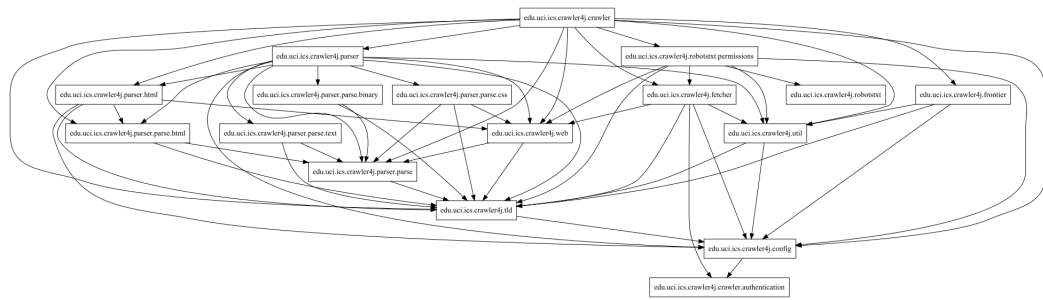 edu.uci.ics.crawler4j.crawler
edu.uci.ics.crawler4j.parser
edu.uci.ics.crawler4j.robotstxt.permissions
edu.uci.ics.crawler4j.parser.html
edu.uci.ics.crawler4j.parser.parse.binary
edu.uci.ics.crawler4j.parser.parse.css
edu.uci.ics.crawler4j.fetcher
edu.uci.ics.crawler4j.robotstxt
edu.uci.ics.crawler4j.frontier
edu.uci.ics.crawler4j.parser.parse.html
edu.uci.ics.crawler4j.parser.parse.text
edu.uci.ics.crawler4j.web
edu.uci.ics.crawler4j.util
edu.uci.ics.crawler4j.parser.parse
edu.uci.ics.crawler4j.tld
edu.uci.ics.crawler4j.config
edu.uci.ics.crawler4j.crawler.authentication